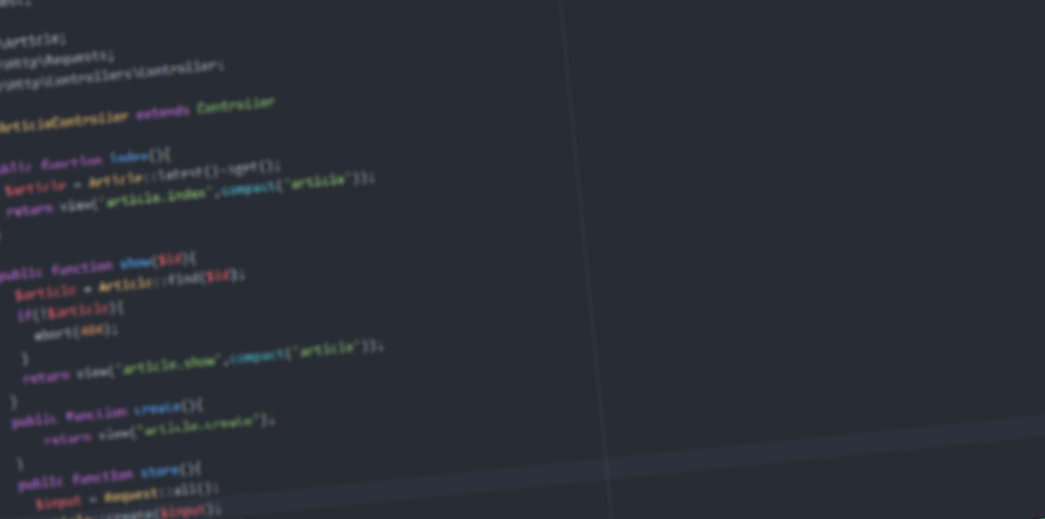 \Article;
\Http\Requests;
\Http\Controllers\Controller;
ArticleController extends Controller
public function index(){
$article = Article::latest()->get();
return view('article.index',compact('article'));
public function show($id){
$article = Article::find($id);
if(!$article){
abort(404);
}
return view('article.show',compact('article'));
}
public function create(){
return view('article.create');
}
public function store(){
$input = Request::all();
::create($input);